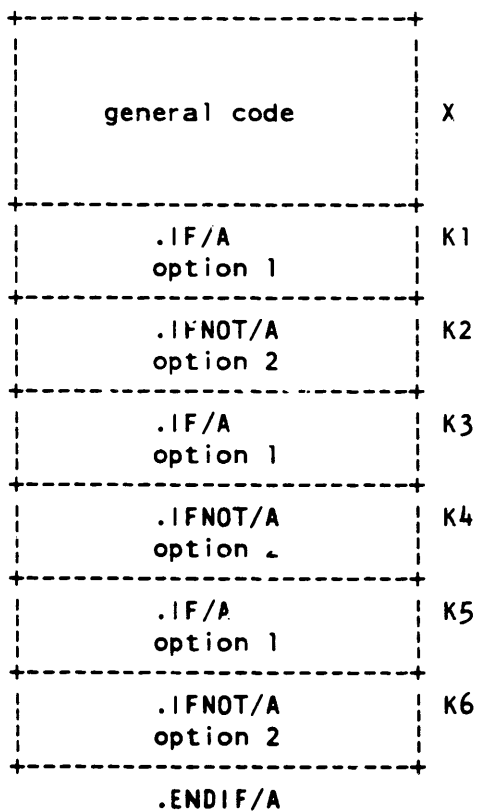 general code X
.IF/A K1
option 1
.IFNOT/A K2
option 2
.IF/A K3
option 1
.IFNOT/A K4
option
.IF/A K5
option 1
.IFNOT/A K6
option 2
.ENDIF/A